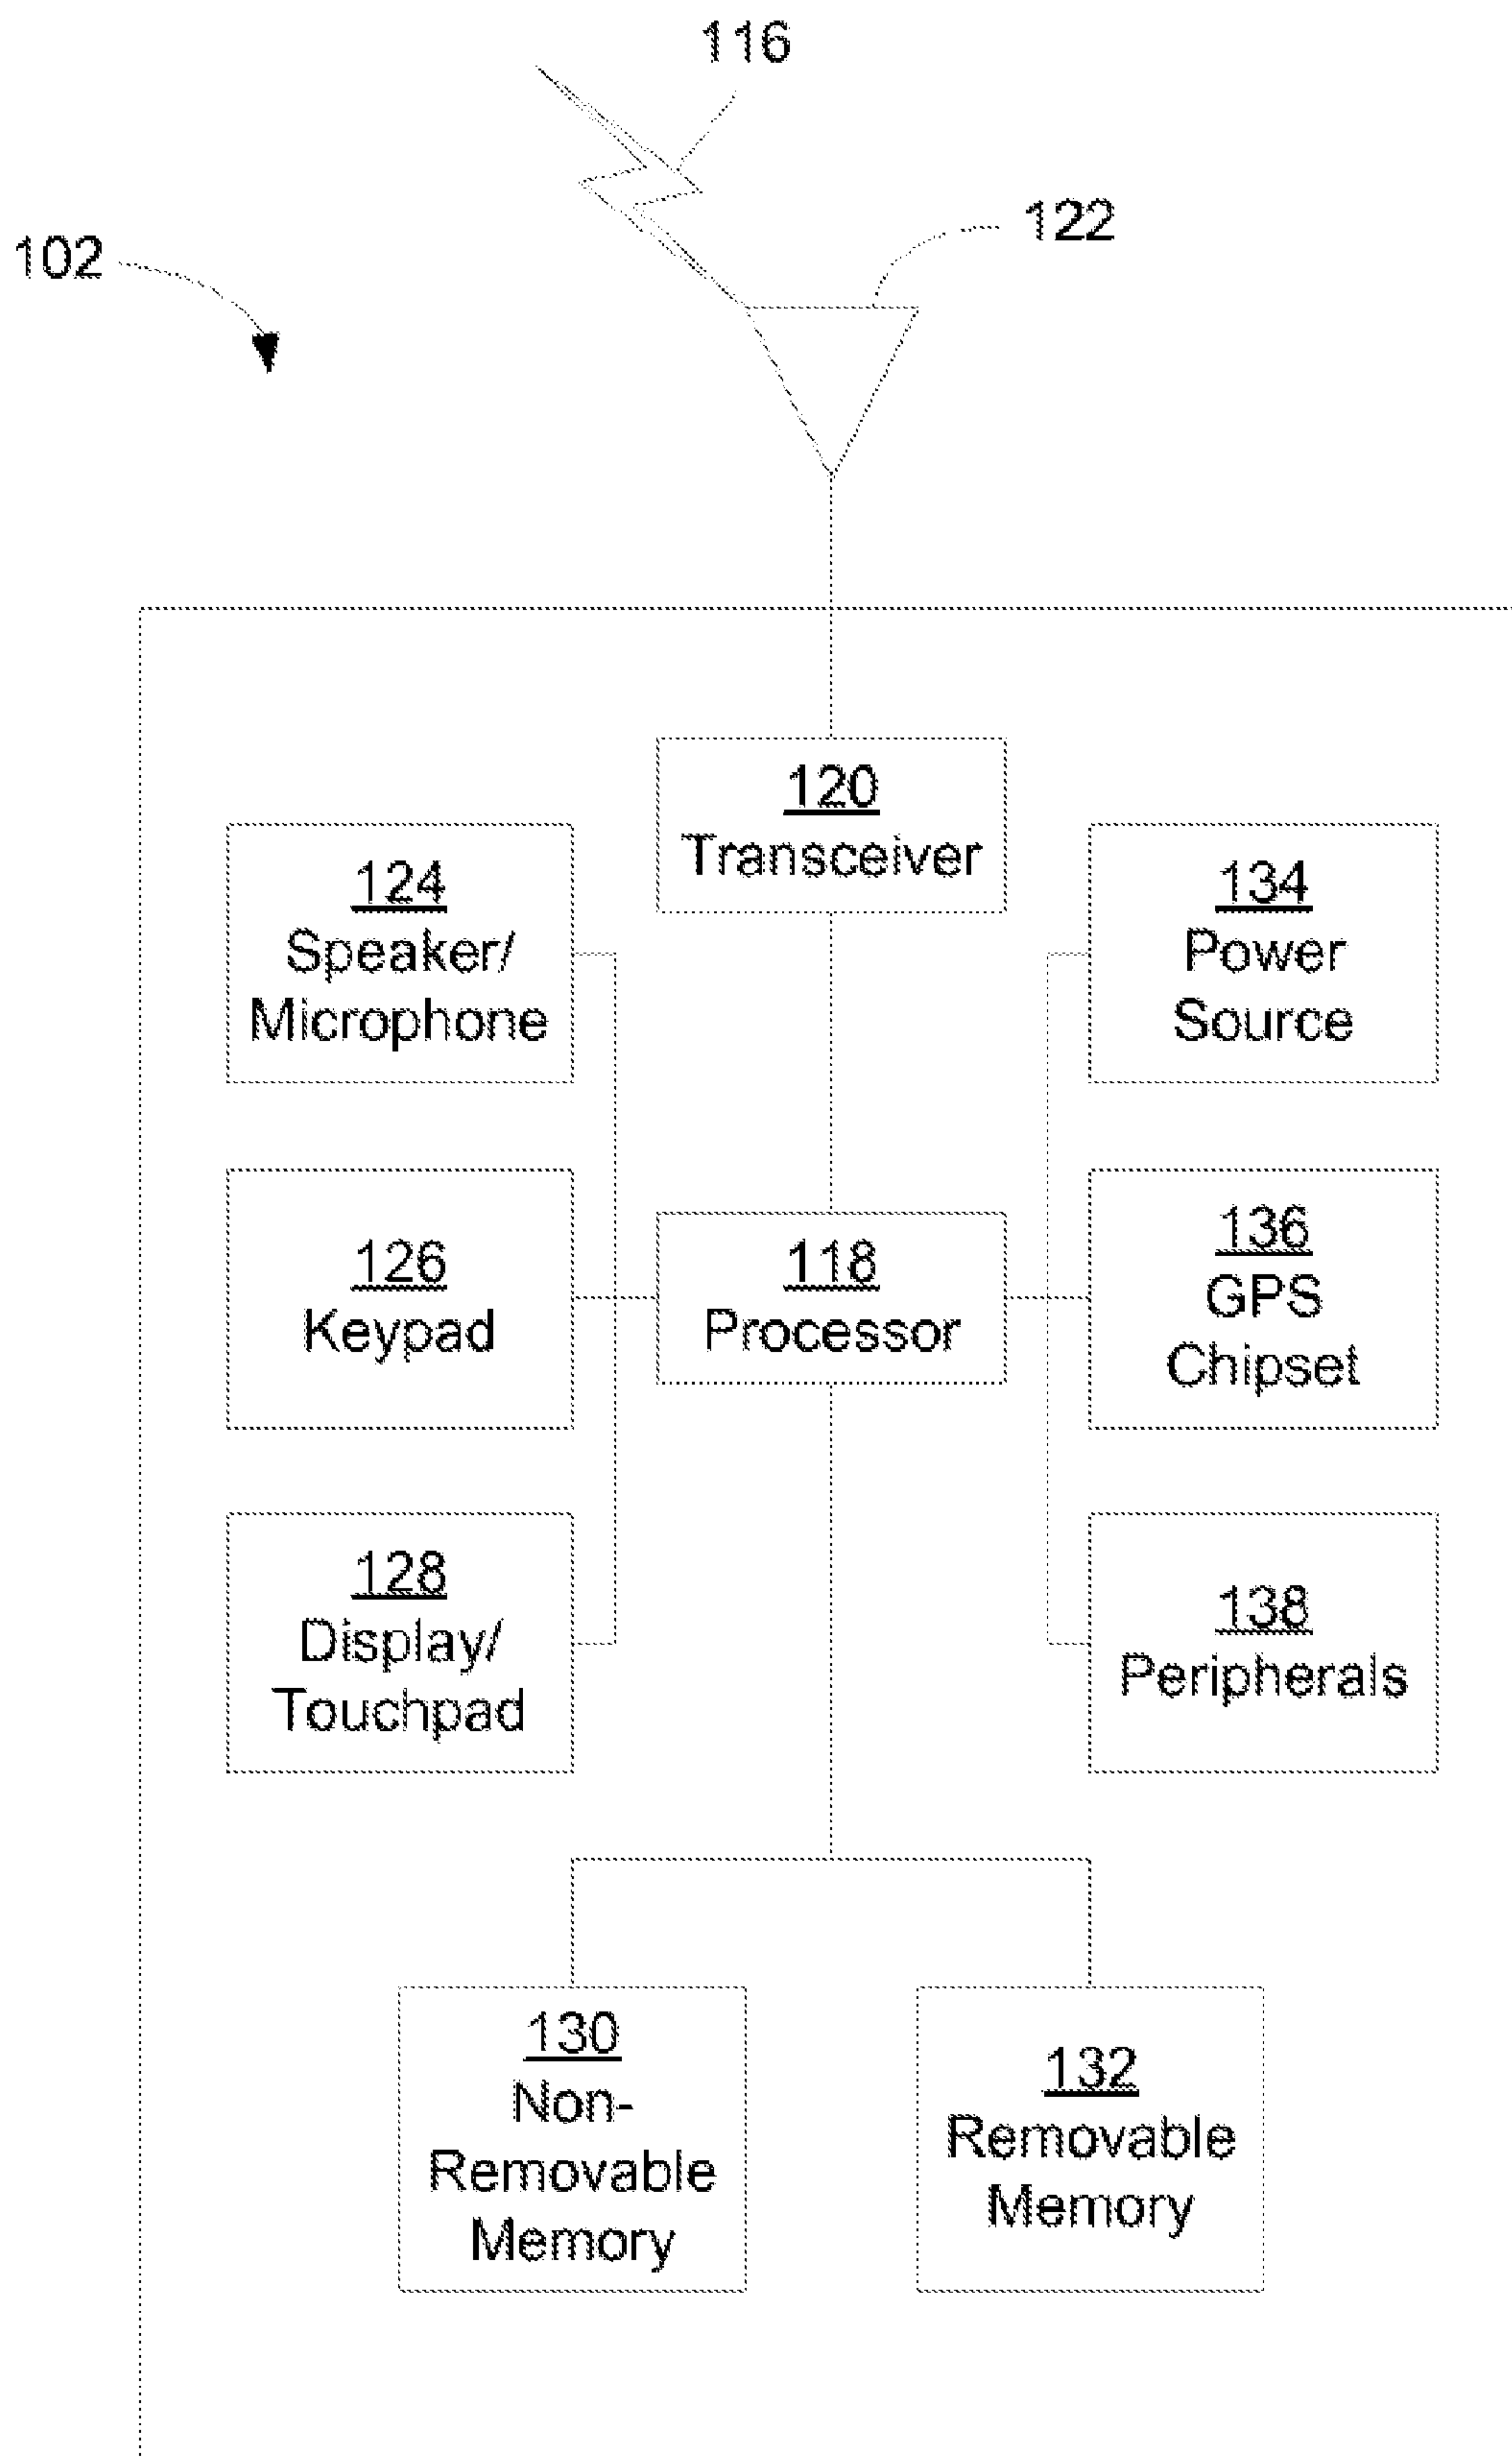 116
122
102
120
Transceiver
124
Speaker/
Microphone
134
Power
Source
126
Keypad
118
Processor
136
GPS
Chipset
128
Display/
Touchpad
138
Peripherals
130
Non-
Removable
Memory
132
Removable
Memory